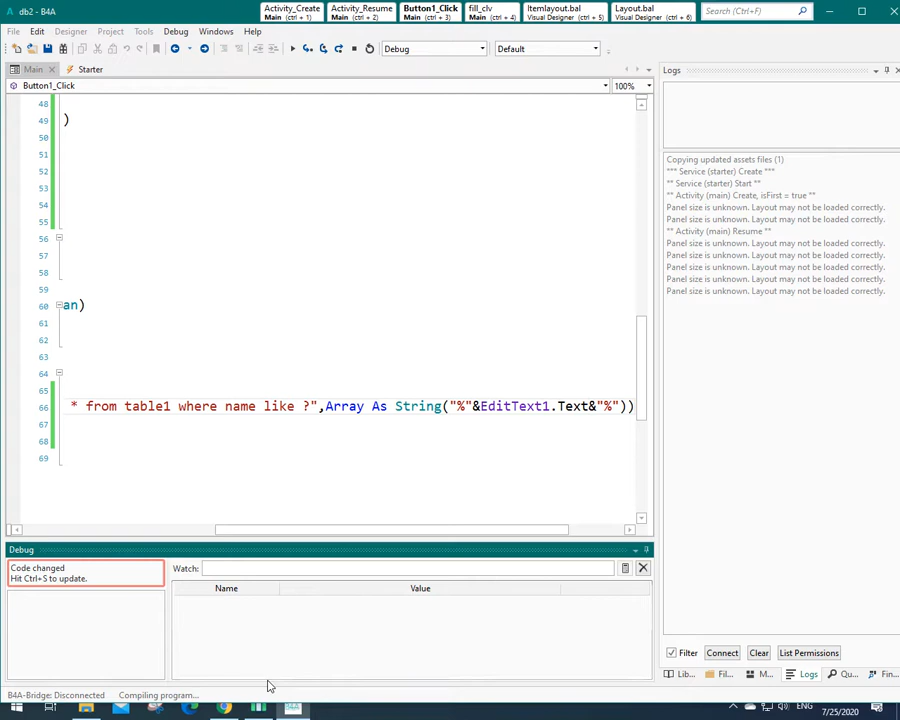 db2 - B4A
Activity_Create Main (ctrl + 1)
Activity_Resume Main (ctrl + 2)
Button1_Click Main (ctrl + 3)
fill_clv Main (ctrl + 4)
Itemlayout.bal Visual Designer (ctrl + 5)
Layout.bal Visual Designer (ctrl + 6)
Search (Ctrl+F)
File Edit Designer Project Tools Debug Windows Help
Debug Default
Main Starter
Logs
Button1_Click 100%
48
49 )
50
51
52
53
54
55
56
57
58
59
60 an)
61
62
63
64
65
66 * from table1 where name like ?",Array As String("%"&EditText1.Text&"%"))
67
68
69
Copying updated assets files (1)
*** Service (starter) Create ***
** Service (starter) Start **
** Activity (main) Create, isFirst = true **
Panel size is unknown. Layout may not be loaded correctly.
Panel size is unknown. Layout may not be loaded correctly.
** Activity (main) Resume **
Panel size is unknown. Layout may not be loaded correctly.
Panel size is unknown. Layout may not be loaded correctly.
Panel size is unknown. Layout may not be loaded correctly.
Panel size is unknown. Layout may not be loaded correctly.
Panel size is unknown. Layout may not be loaded correctly.
Debug
Code changed
Hit Ctrl+S to update.
Watch:
Name Value
Filter Connect Clear List Permissions
Lib... Fil... M... Logs Qu... Fin...
B4A-Bridge: Disconnected Compiling program...
ENG
7/25/2020